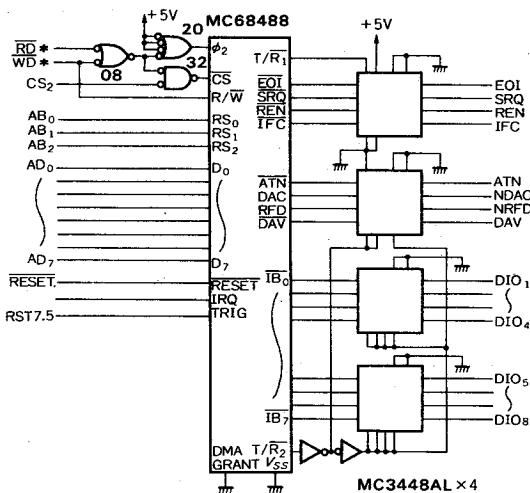 +5V
MC68488
+5V
20
RD *
WD *
08
32
CS2
φ2
CS
R/W
T/R1
EOI
SRQ
REN
IFC
EOI
SRQ
REN
IFC
AB0
AB1
AB2
RS0
RS1
RS2
AD0
D0
ATN
DAC
RFD
DAV
ATN
NDAC
NRFD
DAV
AD7
D7
RESET
RESET
IRQ
RST7.5
TRIG
IB0
DIO1
DIO4
DIO5
IB7
DIO8
DMA
GRANT
T/R2
VSS
MC3448AL×4